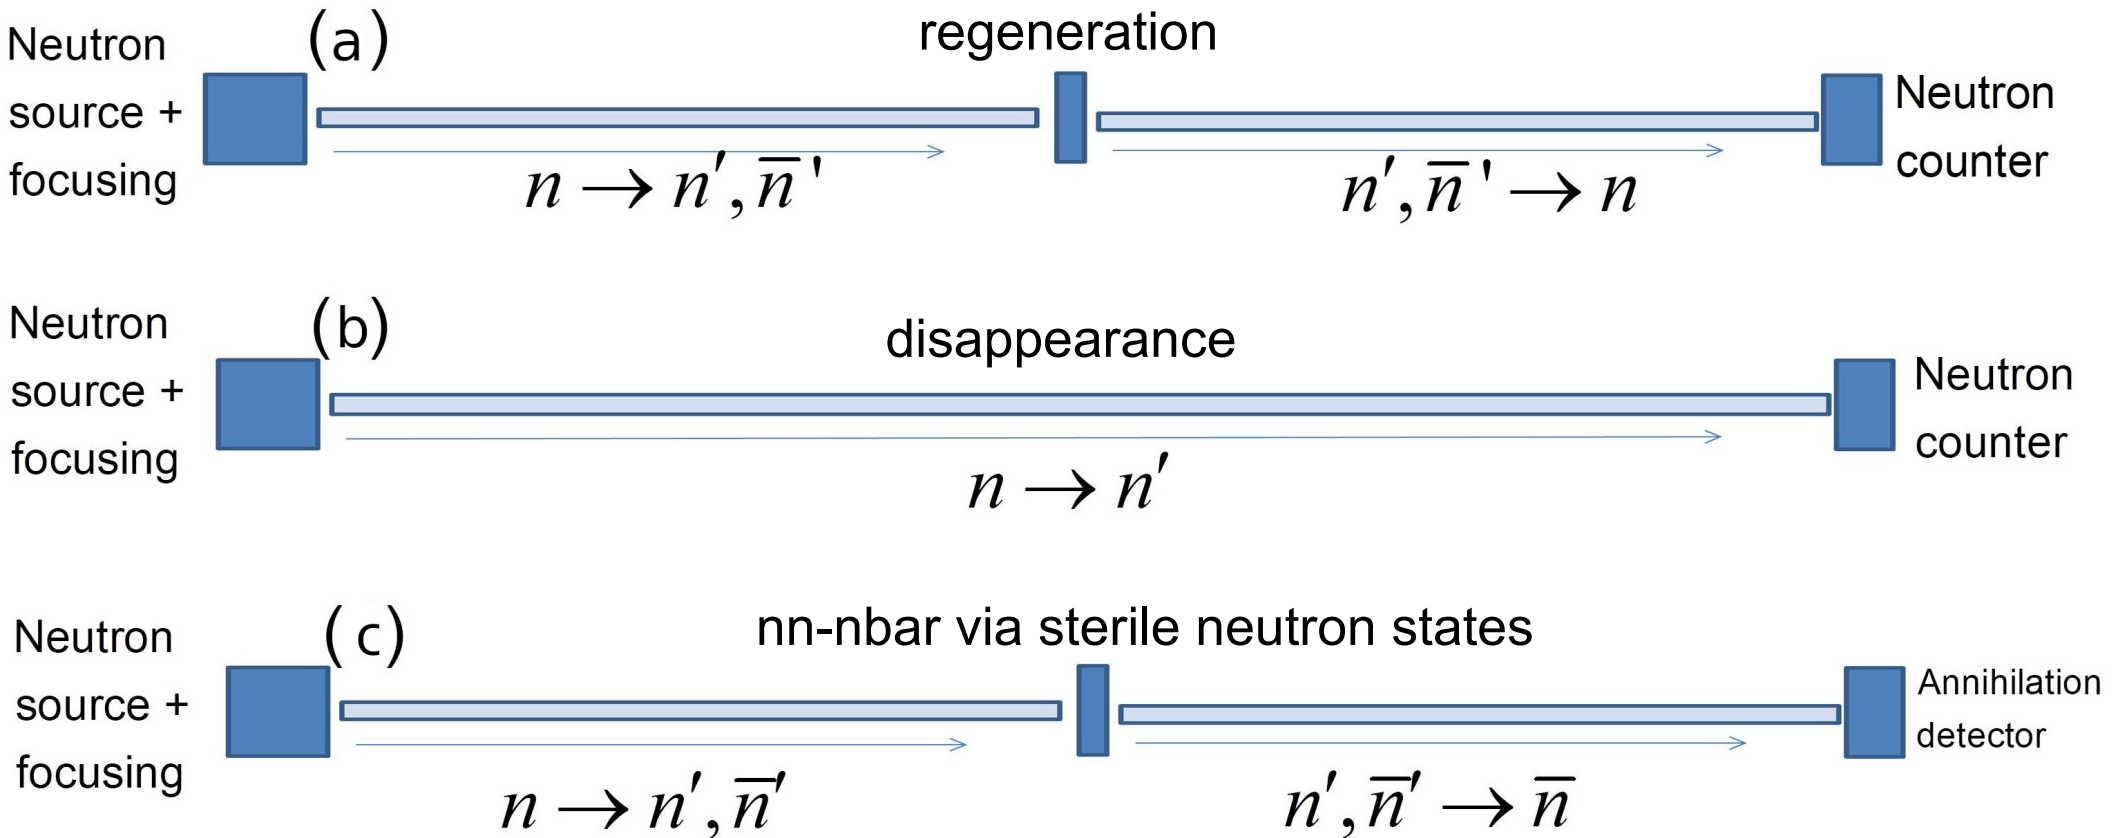 (a)
regeneration
Neutron
source +
focusing
Neutron
counter
n → n′, n̅ '
n′, n̅ ' → n
(b)
disappearance
Neutron
source +
focusing
Neutron
counter
n → n′
(c)
nn-nbar via sterile neutron states
Neutron
source +
focusing
Annihilation
detector
n → n′, n̅′
n′, n̅′ → n̅